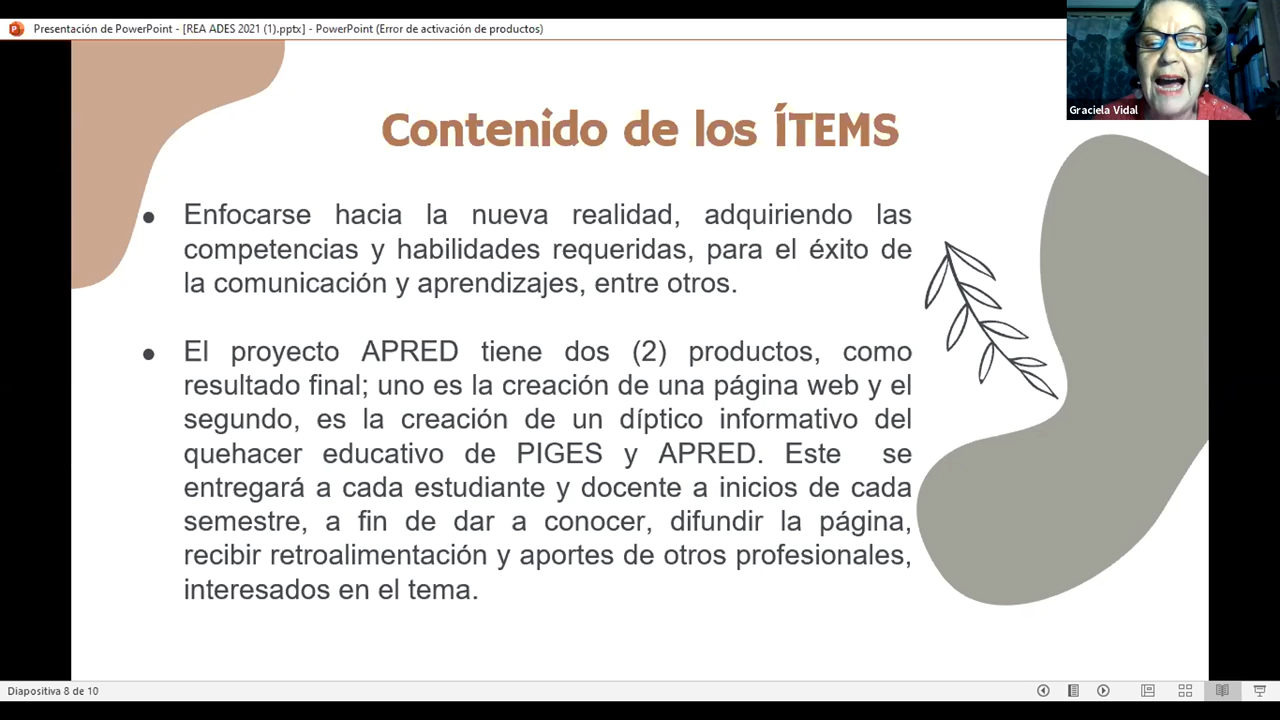 Presentación de PowerPoint - [REA ADES 2021 (1).pptx] - PowerPoint (Error de activación de productos)
Graciela Vidal
Contenido de los ÍTEMS
● Enfocarse hacia la nueva realidad, adquiriendo las
competencias y habilidades requeridas, para el éxito de
la comunicación y aprendizajes, entre otros.
● El proyecto APRED tiene dos (2) productos, como
resultado final; uno es la creación de una página web y el
segundo, es la creación de un díptico informativo del
quehacer educativo de PIGES y APRED. Este se
entregará a cada estudiante y docente a inicios de cada
semestre, a fin de dar a conocer, difundir la página,
recibir retroalimentación y aportes de otros profesionales,
interesados en el tema.
Diapositiva 8 de 10